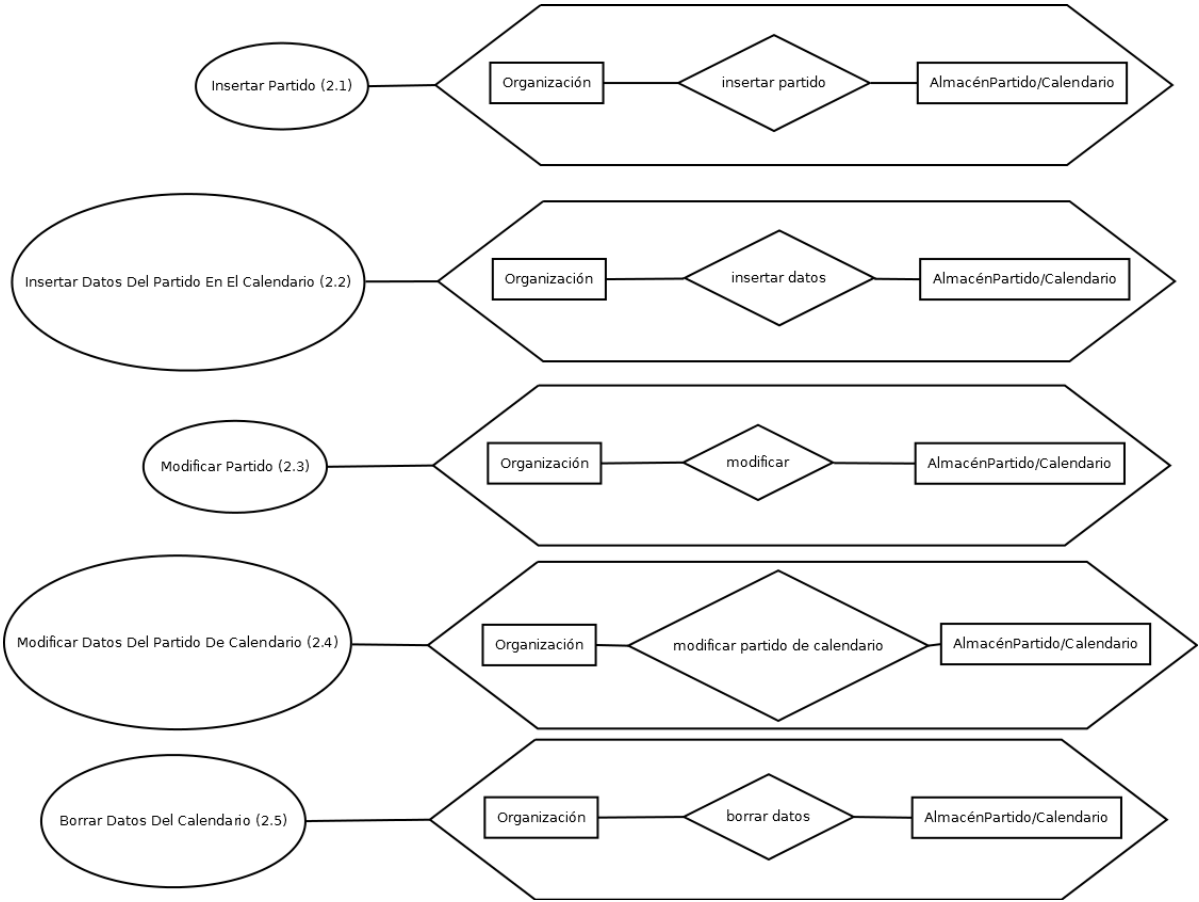 Insertar Partido (2.1)
Organización
insertar partido
AlmacénPartido/Calendario
Insertar Datos Del Partido En El Calendario (2.2)
Organización
insertar datos
AlmacénPartido/Calendario
Modificar Partido (2.3)
Organización
modificar
AlmacénPartido/Calendario
Modificar Datos Del Partido De Calendario (2.4)
Organización
modificar partido de calendario
AlmacénPartido/Calendario
Borrar Datos Del Calendario (2.5)
Organización
borrar datos
AlmacénPartido/Calendario